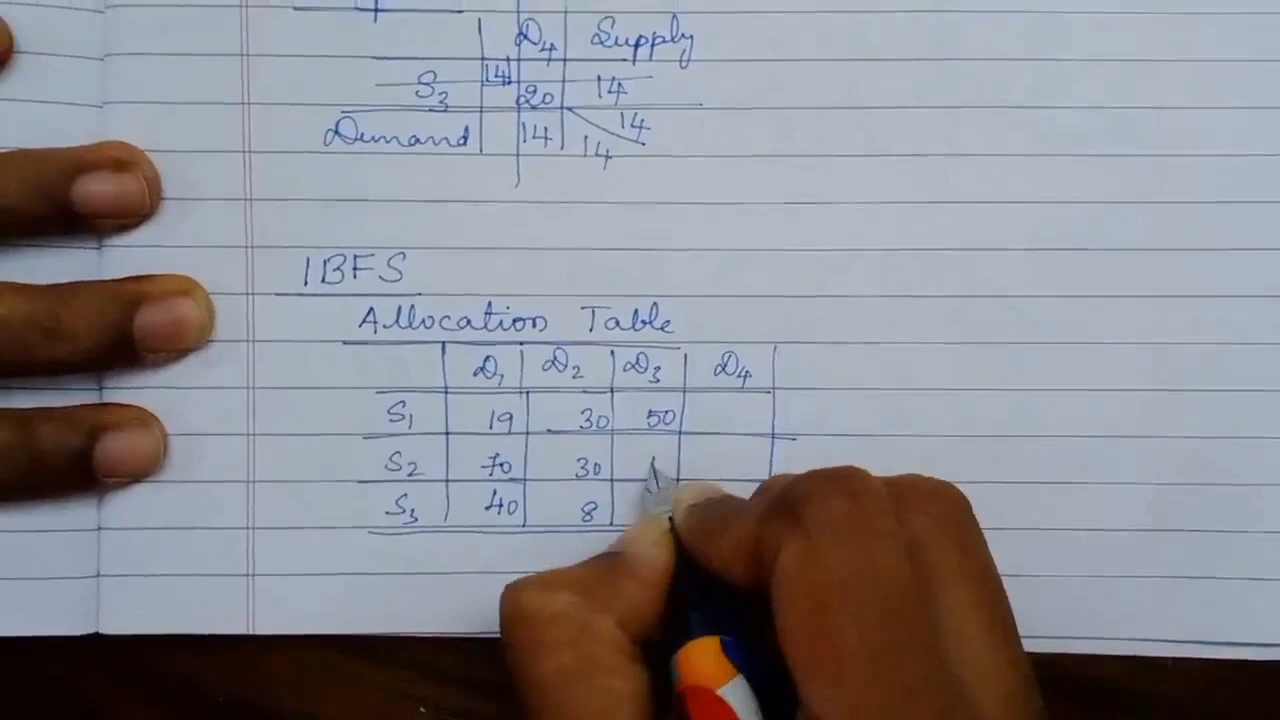 D4 Supply
S3 14 20 14
Demand 14 14
14
IBFS
Allocation Table
D1 D2 D3 D4
S1 19 30 50
S2 70 30
S3 40 8